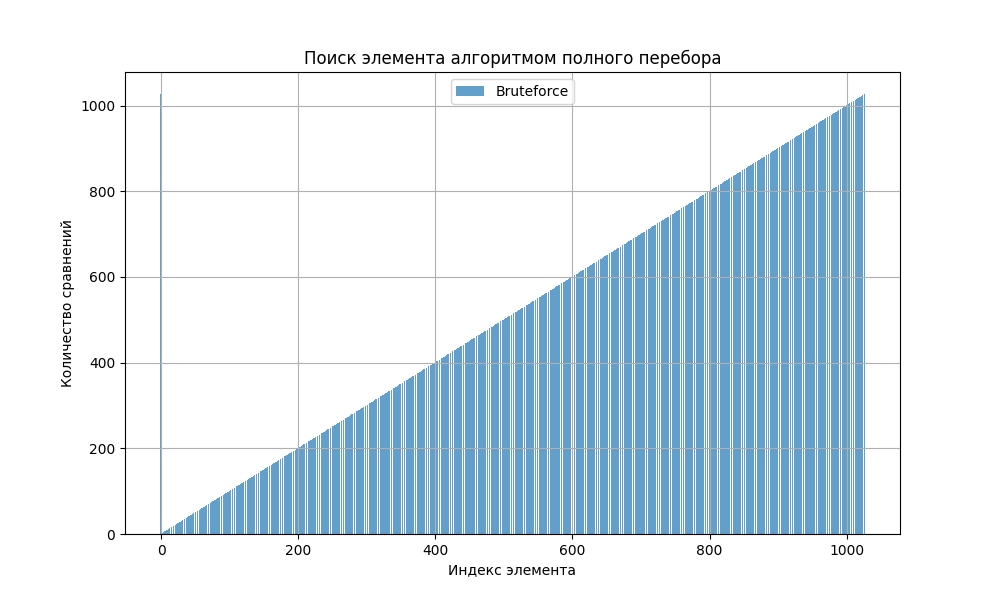 Поиск элемента алгоритмом полного перебора
Bruteforce
Количество сравнений
1000
800
600
400
200
0
0 200 400 600 800 1000
Индекс элемента